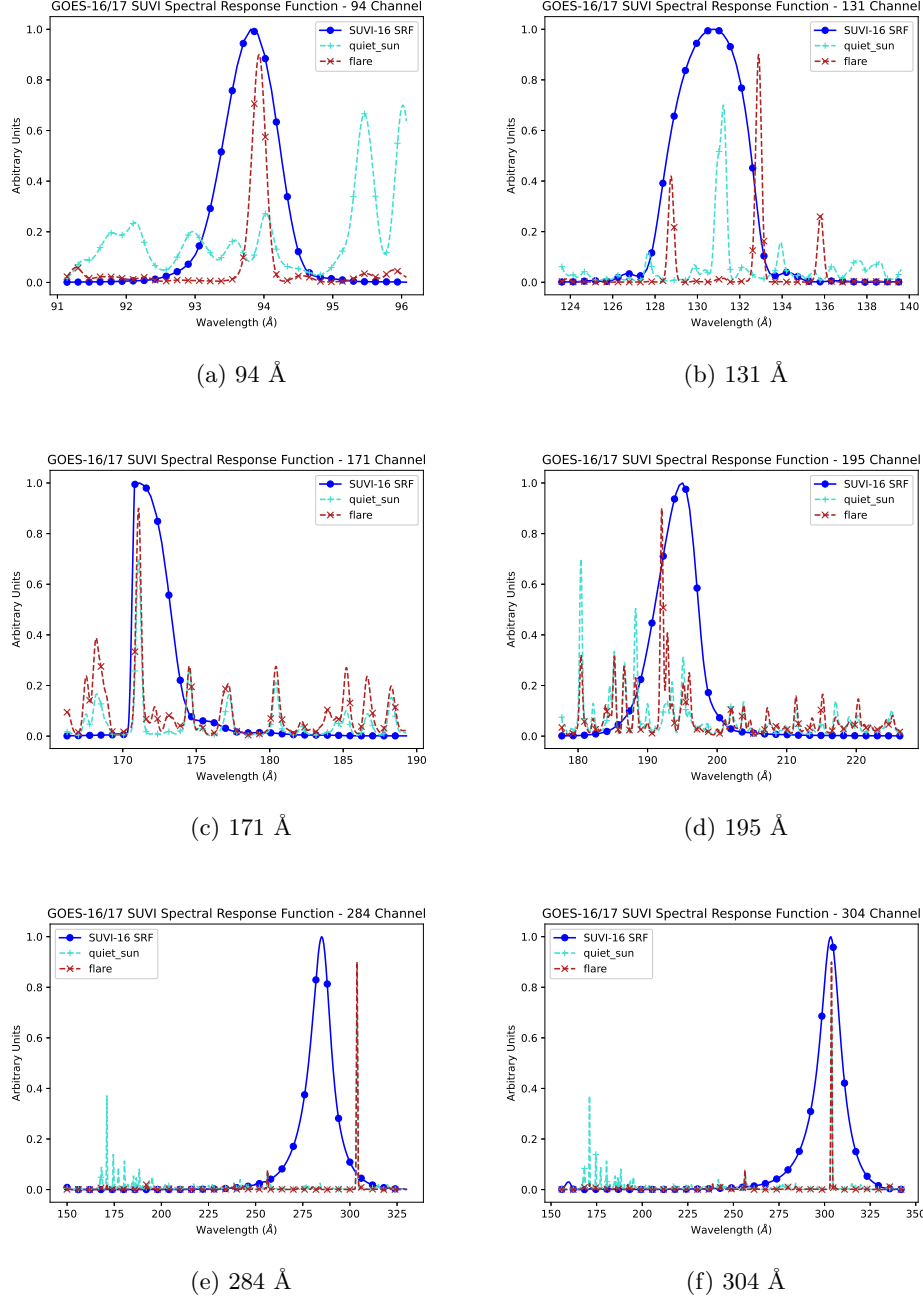 GOES-16/17 SUVI Spectral Response Function - 94 Channel
1.0
0.8
0.6
0.4
0.2
0.0
Arbitrary Units
SUVI-16 SRF
quiet_sun
flare
91 92 93 94 95 96
Wavelength (Å)
(a) 94 Å
GOES-16/17 SUVI Spectral Response Function - 131 Channel
1.0
0.8
0.6
0.4
0.2
0.0
Arbitrary Units
SUVI-16 SRF
quiet_sun
flare
124 126 128 130 132 134 136 138 140
Wavelength (Å)
(b) 131 Å
GOES-16/17 SUVI Spectral Response Function - 171 Channel
1.0
0.8
0.6
0.4
0.2
0.0
Arbitrary Units
SUVI-16 SRF
quiet_sun
flare
170 175 180 185 190
Wavelength (Å)
(c) 171 Å
GOES-16/17 SUVI Spectral Response Function - 195 Channel
1.0
0.8
0.6
0.4
0.2
0.0
Arbitrary Units
SUVI-16 SRF
quiet_sun
flare
180 190 200 210 220
Wavelength (Å)
(d) 195 Å
GOES-16/17 SUVI Spectral Response Function - 284 Channel
1.0
0.8
0.6
0.4
0.2
0.0
Arbitrary Units
SUVI-16 SRF
quiet_sun
flare
150 175 200 225 250 275 300 325
Wavelength (Å)
(e) 284 Å
GOES-16/17 SUVI Spectral Response Function - 304 Channel
1.0
0.8
0.6
0.4
0.2
0.0
Arbitrary Units
SUVI-16 SRF
quiet_sun
flare
150 175 200 225 250 275 300 325 350
Wavelength (Å)
(f) 304 Å